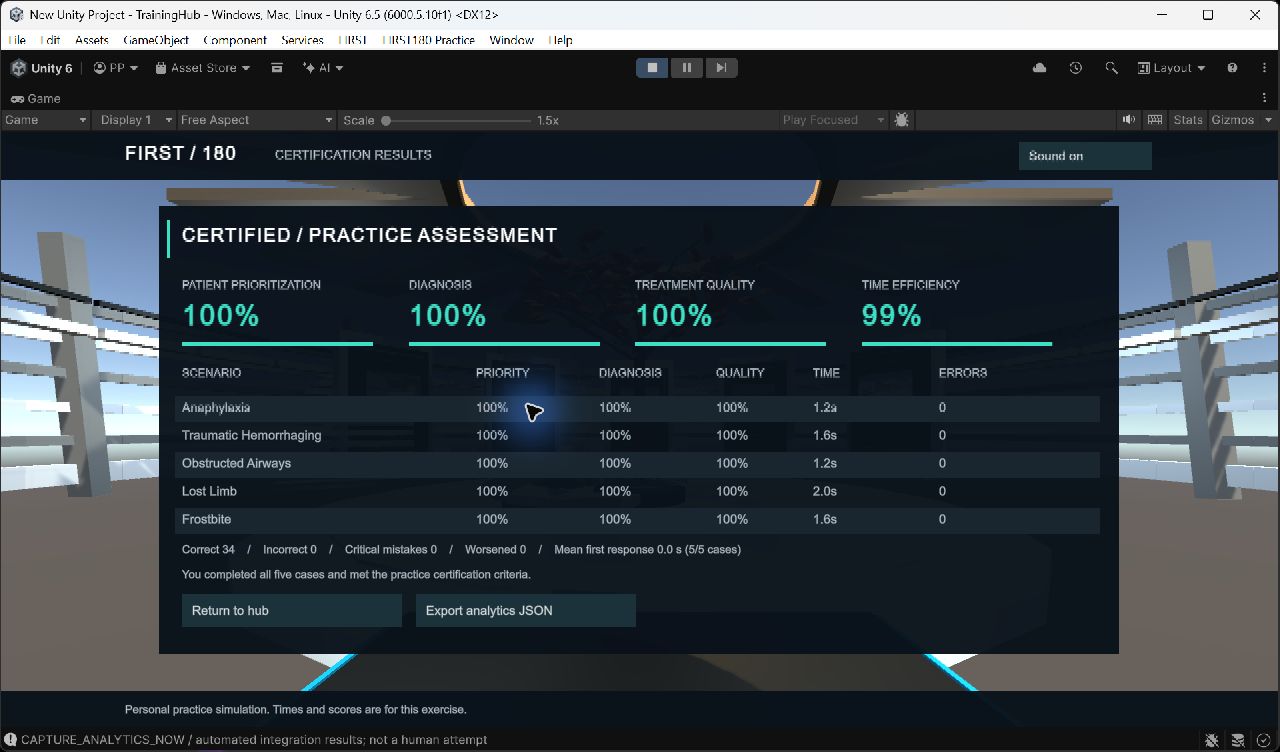 New Unity Project - TrainingHub - Windows, Mac, Linux - Unity 6.5 (6000.5.10f1) <DX12>
File Edit Assets GameObject Component Services FIRST FIRST180 Practice Window Help
Unity 6 PP Asset Store AI Layout
Game
Game Display 1 Free Aspect Scale 1.5x Play Focused Stats Gizmos
FIRST / 180 CERTIFICATION RESULTS Sound on
CERTIFIED / PRACTICE ASSESSMENT
PATIENT PRIORITIZATION DIAGNOSIS TREATMENT QUALITY TIME EFFICIENCY
100% 100% 100% 99%
SCENARIO PRIORITY DIAGNOSIS QUALITY TIME ERRORS
Anaphylaxis 100% 100% 100% 1.2s 0
Traumatic Hemorrhaging 100% 100% 100% 1.6s 0
Obstructed Airways 100% 100% 100% 1.2s 0
Lost Limb 100% 100% 100% 2.0s 0
Frostbite 100% 100% 100% 1.6s 0
Correct 34 / Incorrect 0 / Critical mistakes 0 / Worsened 0 / Mean first response 0.0 s (5/5 cases)
You completed all five cases and met the practice certification criteria.
Return to hub Export analytics JSON
Personal practice simulation. Times and scores are for this exercise.
CAPTURE_ANALYTICS_NOW / automated integration results; not a human attempt